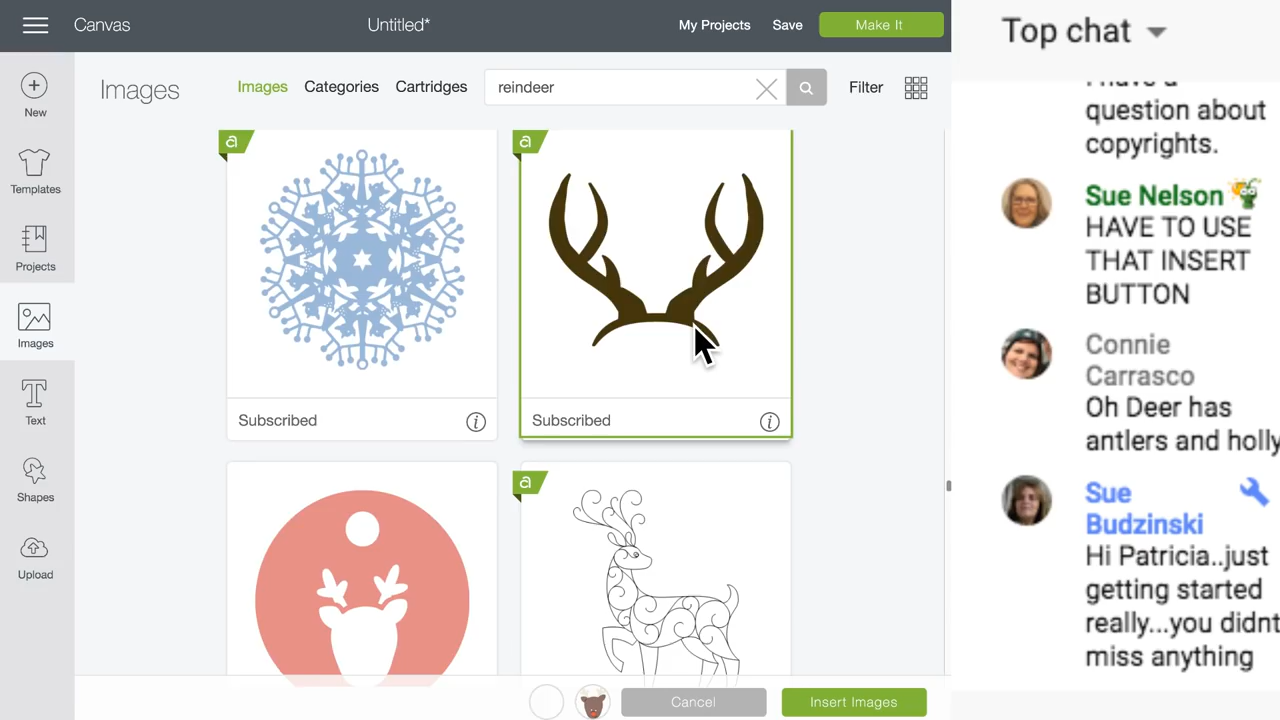 Canvas
Untitled*
My Projects
Save
Make It
Top chat
New
Templates
Projects
Images
Text
Shapes
Upload
Images
Images
Categories
Cartridges
reindeer
Filter
a
a
Subscribed
Subscribed
a
Cancel
Insert Images
question about
copyrights.
Sue Nelson
HAVE TO USE
THAT INSERT
BUTTON
Connie
Carrasco
Oh Deer has
antlers and holly
Sue
Budzinski
Hi Patricia..just
getting started
really...you didnt
miss anything